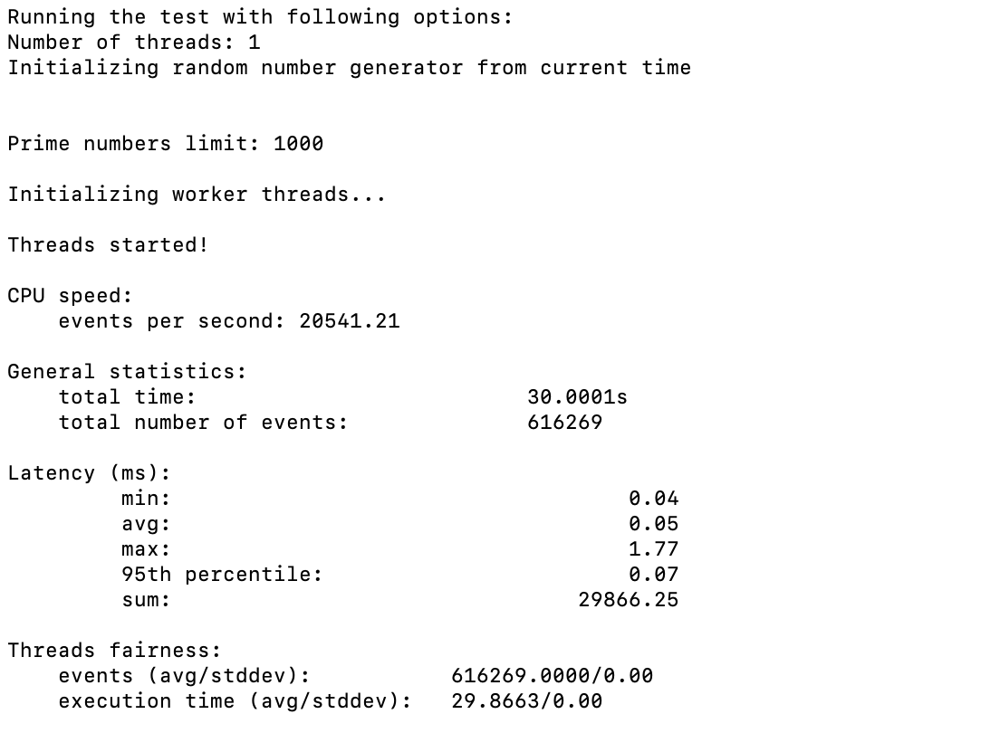 Running the test with following options:
Number of threads: 1
Initializing random number generator from current time
Prime numbers limit: 1000
Initializing worker threads...
Threads started!
CPU speed:
events per second: 20541.21
General statistics:
total time: 30.0001s
total number of events: 616269
Latency (ms):
min: 0.04
avg: 0.05
max: 1.77
95th percentile: 0.07
sum: 29866.25
Threads fairness:
events (avg/stddev): 616269.0000/0.00
execution time (avg/stddev): 29.8663/0.00